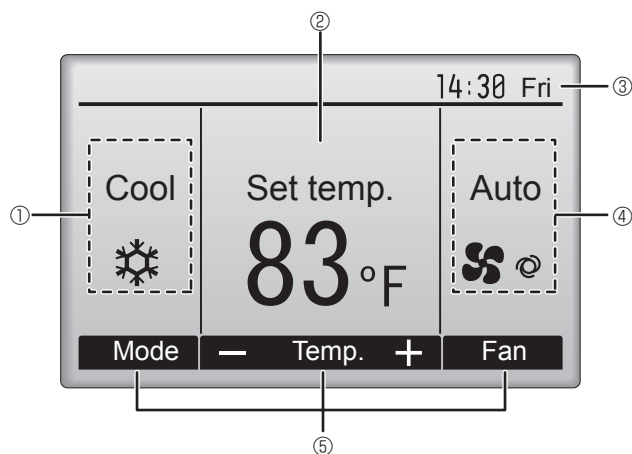 ②
14:30 Fri ③
① Cool Set temp. Auto ④
83°F
Mode — Temp. + Fan
⑤